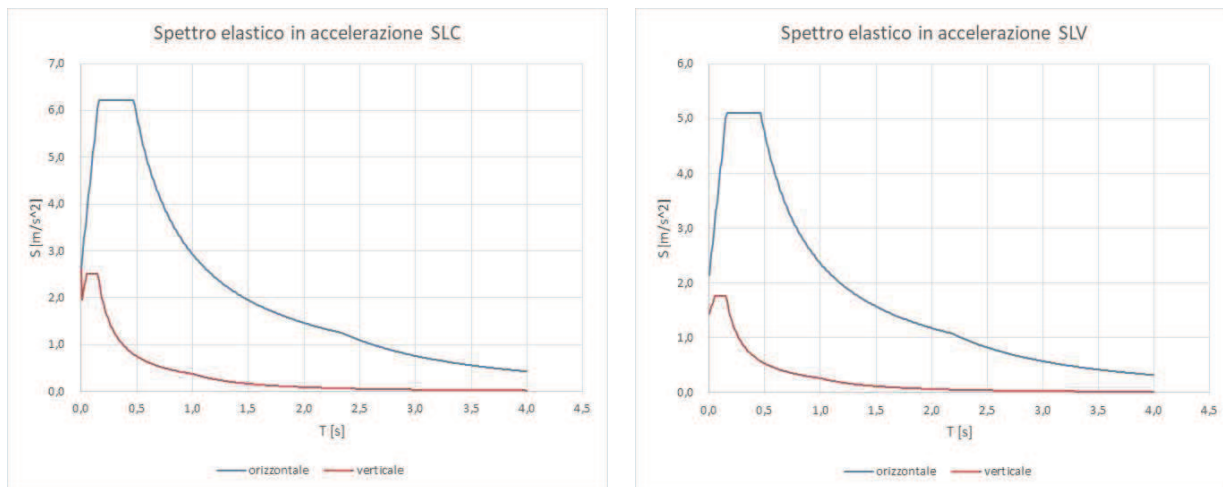 Spettro elastico in accelerazione SLC
7,0
6,0
5,0
4,0
3,0
2,0
1,0
0,0
S [m/s^2]
0,0 0,5 1,0 1,5 2,0 2,5 3,0 3,5 4,0 4,5
T [s]
orizzontale verticale
Spettro elastico in accelerazione SLV
6,0
5,0
4,0
3,0
2,0
1,0
0,0
S [m/s^2]
0,0 0,5 1,0 1,5 2,0 2,5 3,0 3,5 4,0 4,5
T [s]
orizzontale verticale